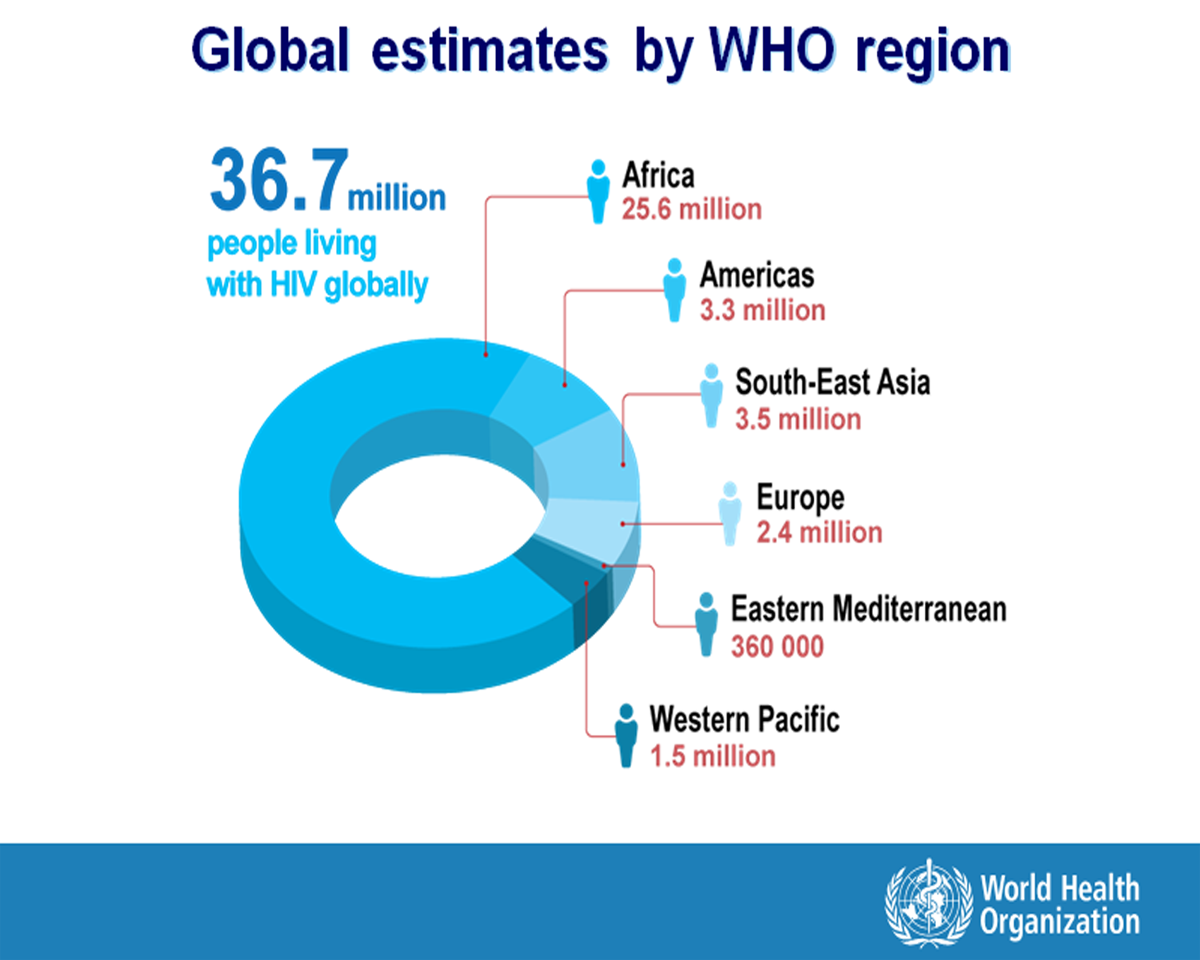 Global estimates by WHO region
36.7 million
people living
with HIV globally
Africa
25.6 million
Americas
3.3 million
South-East Asia
3.5 million
Europe
2.4 million
Eastern Mediterranean
360 000
Western Pacific
1.5 million
World Health
Organization